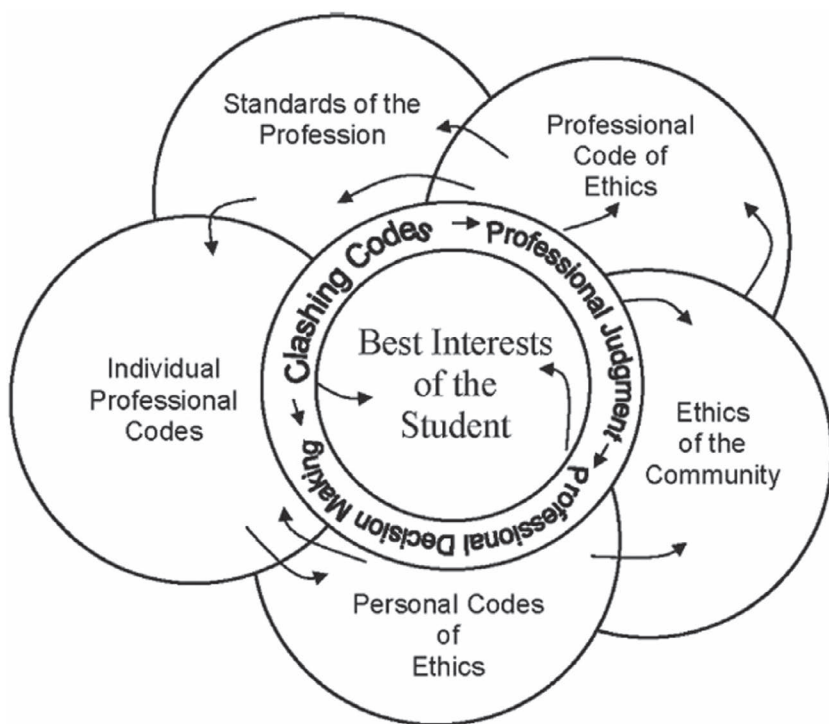 Standards of the
Profession
Professional
Code of
Ethics
Clashing Codes
Professional Judgment
Professional Decision Making
Best Interests
of the
Student
Individual
Professional
Codes
Ethics
of the
Community
Personal Codes
of
Ethics